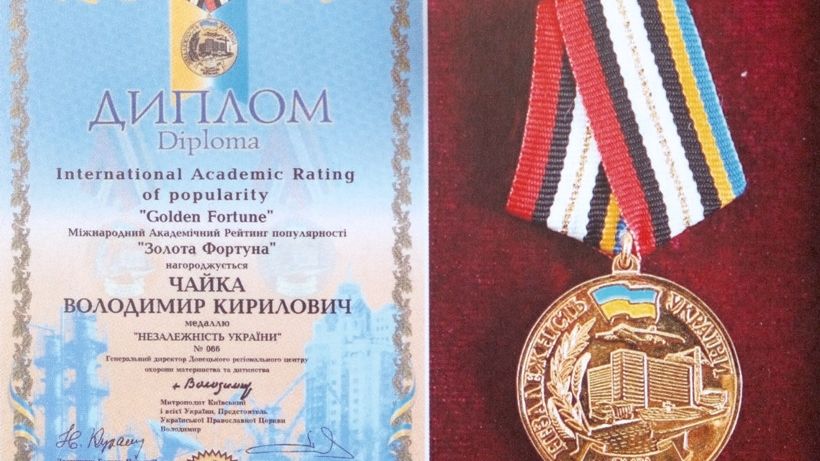 ДИПЛОМ
Diploma
International Academic Rating
of popularity
"Golden Fortune"
Міжнародний Академічний Рейтинг популярності
"Золота Фортуна"
нагороджується
ЧАЙКА
ВОЛОДИМИР КИРИЛОВИЧ
медаллю
"НЕЗАЛЕЖНІСТЬ УКРАЇНИ"
№ 066
Генеральний директор Донецького регіонального центру
охорони материнства та дитинства
+ Володимир
Митрополит Київський
і всієї України, Предстоятель
Української Православної Церкви
Володимир
НЕЗАЛЕЖНІСТЬ УКРАЇНІ